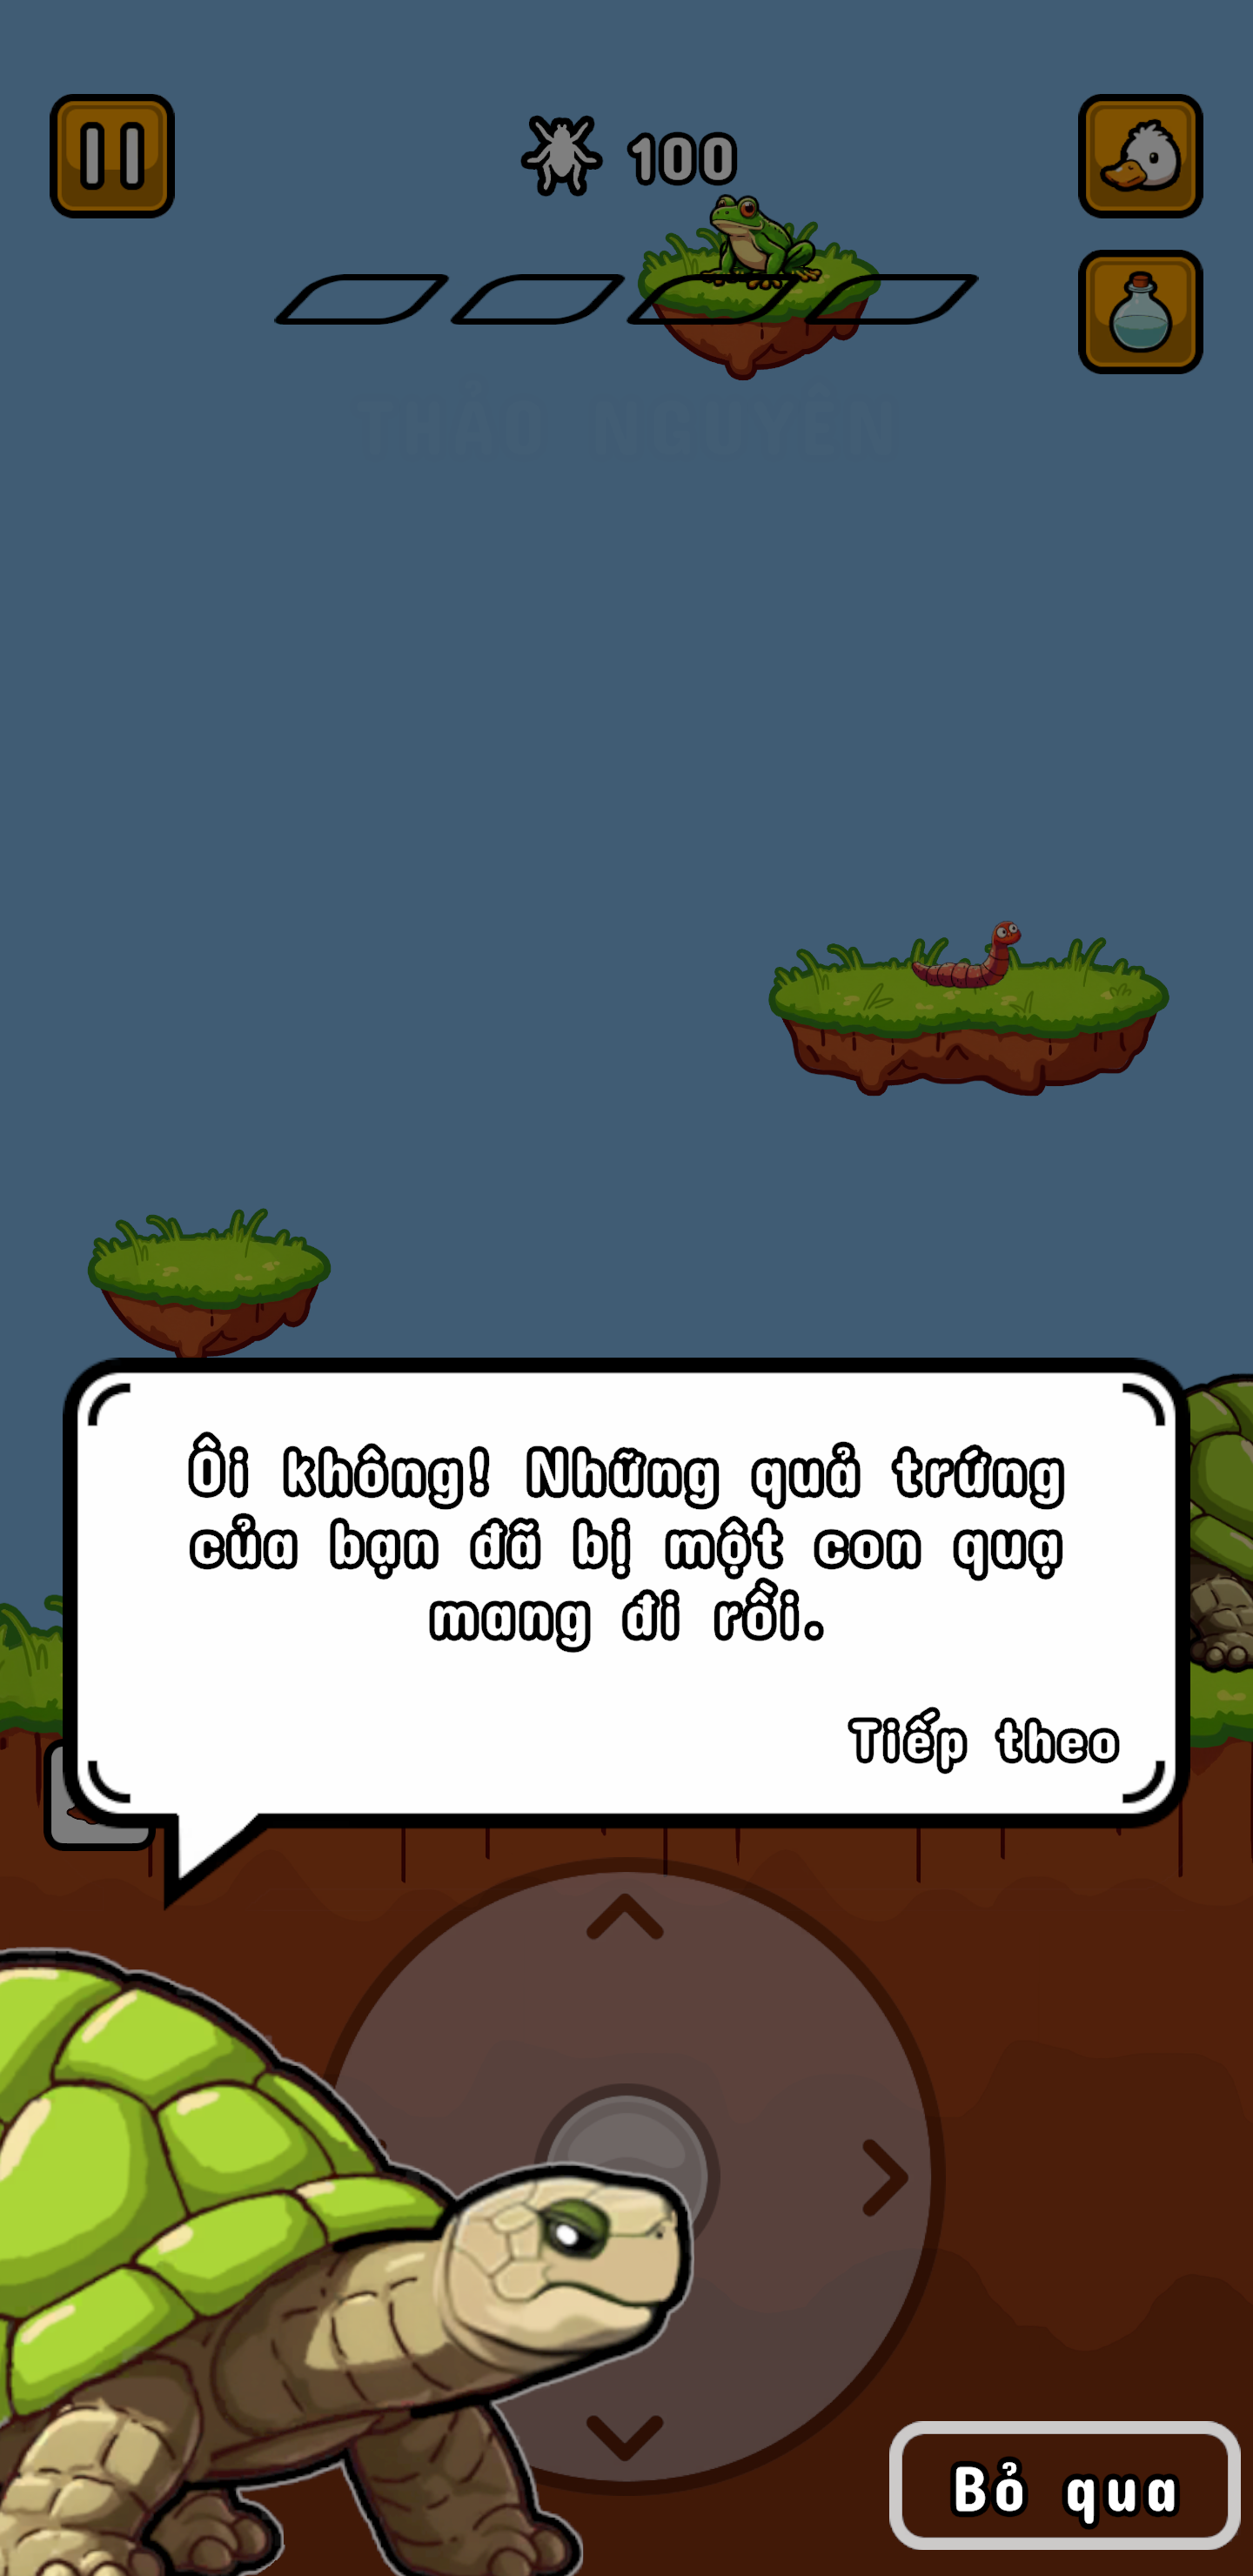 100
THẢO NGUYÊN
Ôi không! Những quả trứng
của bạn đã bị một con quạ
mang đi rồi.
Tiếp theo
Bỏ qua